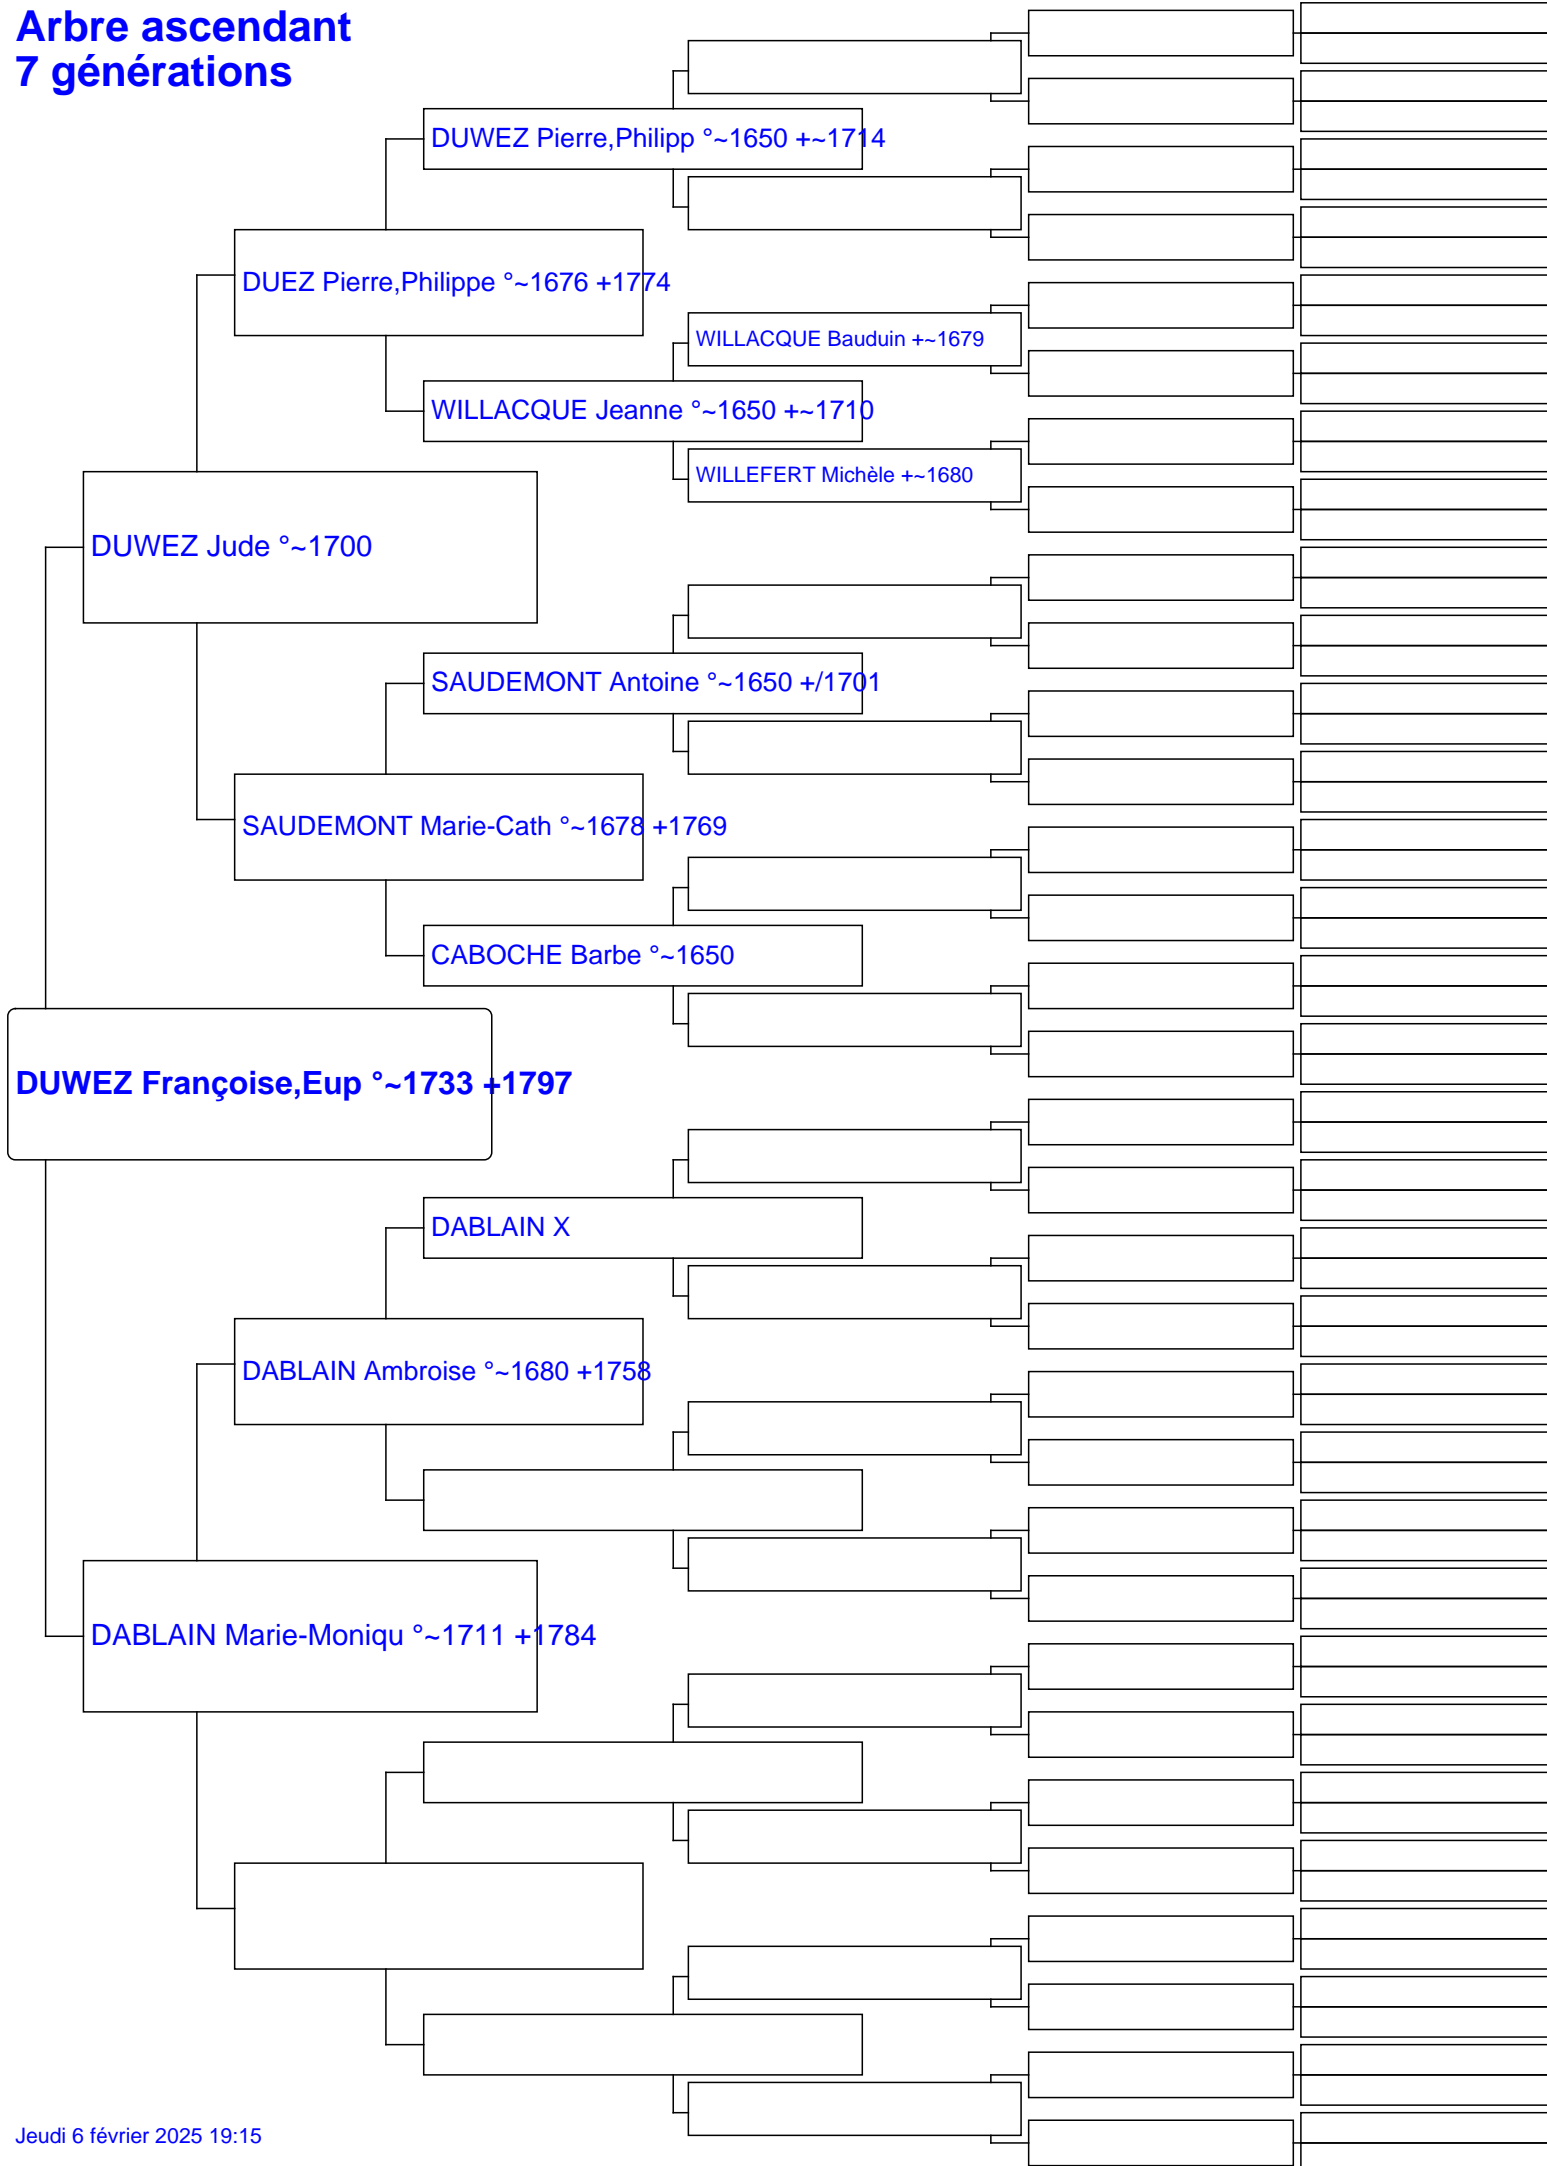 Arbre ascendant
7 générations
DUWEZ Pierre,Philipp °~1650 +~1714
DUEZ Pierre,Philippe °~1676 +1774
WILLACQUE Bauduin +~1679
WILLACQUE Jeanne °~1650 +~1710
WILLEFERT Michèle +~1680
DUWEZ Jude °~1700
SAUDEMONT Antoine °~1650 +/1701
SAUDEMONT Marie-Cath °~1678 +1769
CABOCHE Barbe °~1650
DUWEZ Françoise,Eup °~1733 +1797
DABLAIN X
DABLAIN Ambroise °~1680 +1758
DABLAIN Marie-Moniqu °~1711 +1784
Jeudi 6 février 2025 19:15